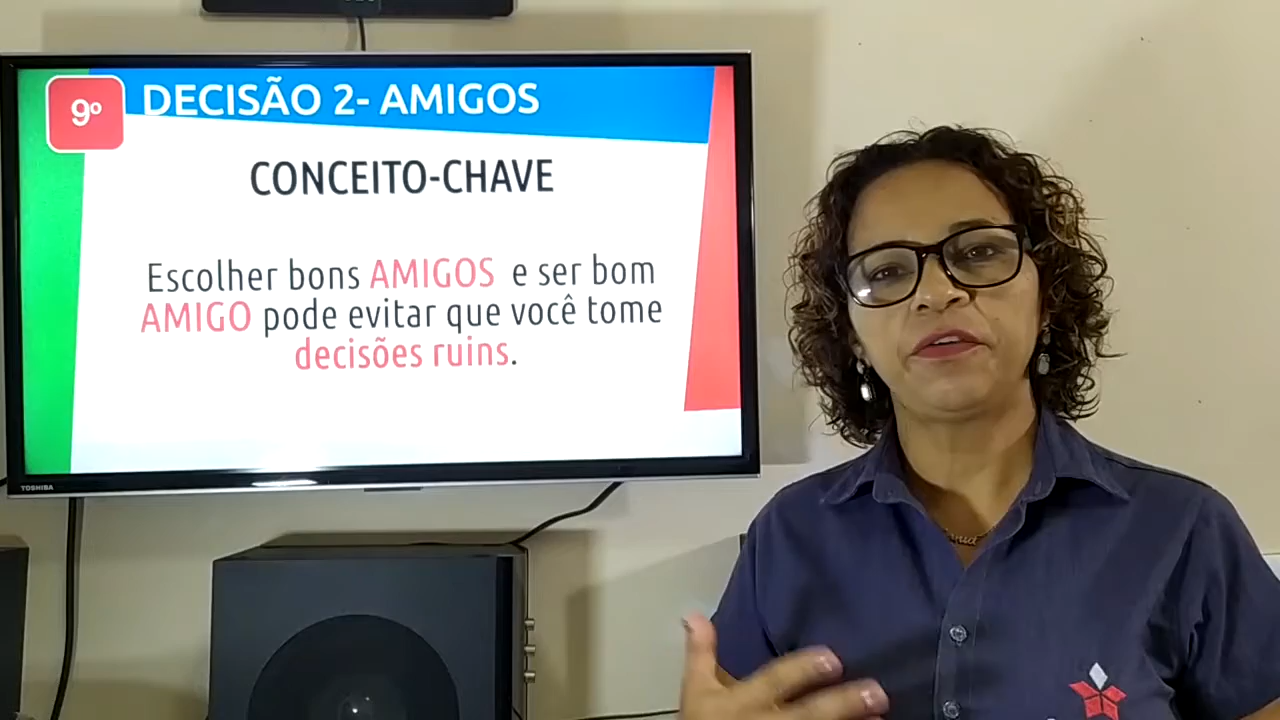 9º
DECISÃO 2- AMIGOS
CONCEITO-CHAVE
Escolher bons AMIGOS e ser bom
AMIGO pode evitar que você tome
decisões ruins.
TOSHIBA